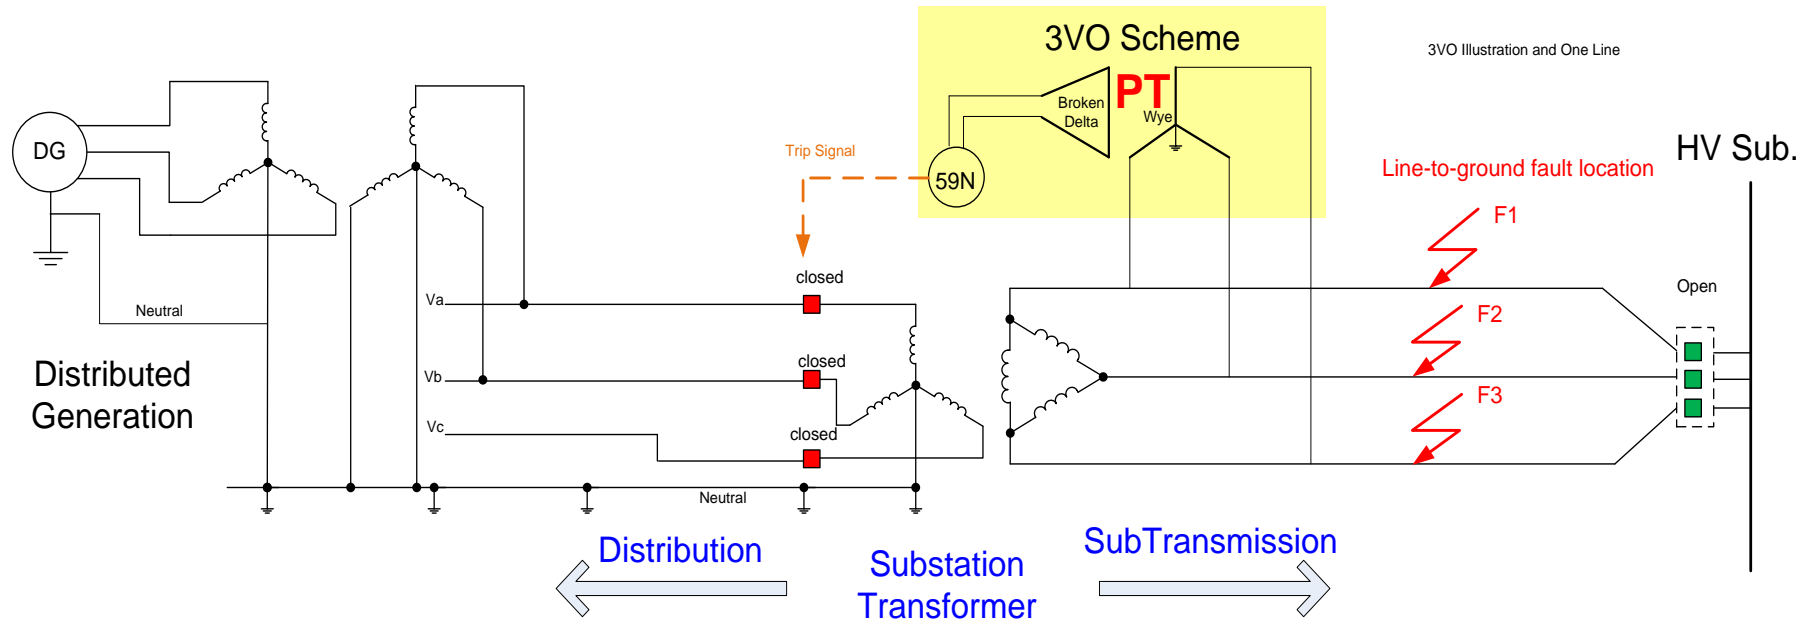 3VO Scheme
3VO Illustration and One Line
PT
Broken
Delta
Wye
DG
Trip Signal
59N
HV Sub.
Line-to-ground fault location
F1
closed
Open
Va
Neutral
F2
closed
Vb
Distributed
Generation
F3
Vc
closed
Neutral
Distribution
SubTransmission
Substation
Transformer